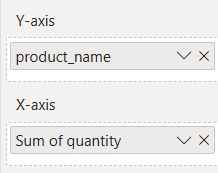 Y-axis
product_name
X-axis
Sum of quantity